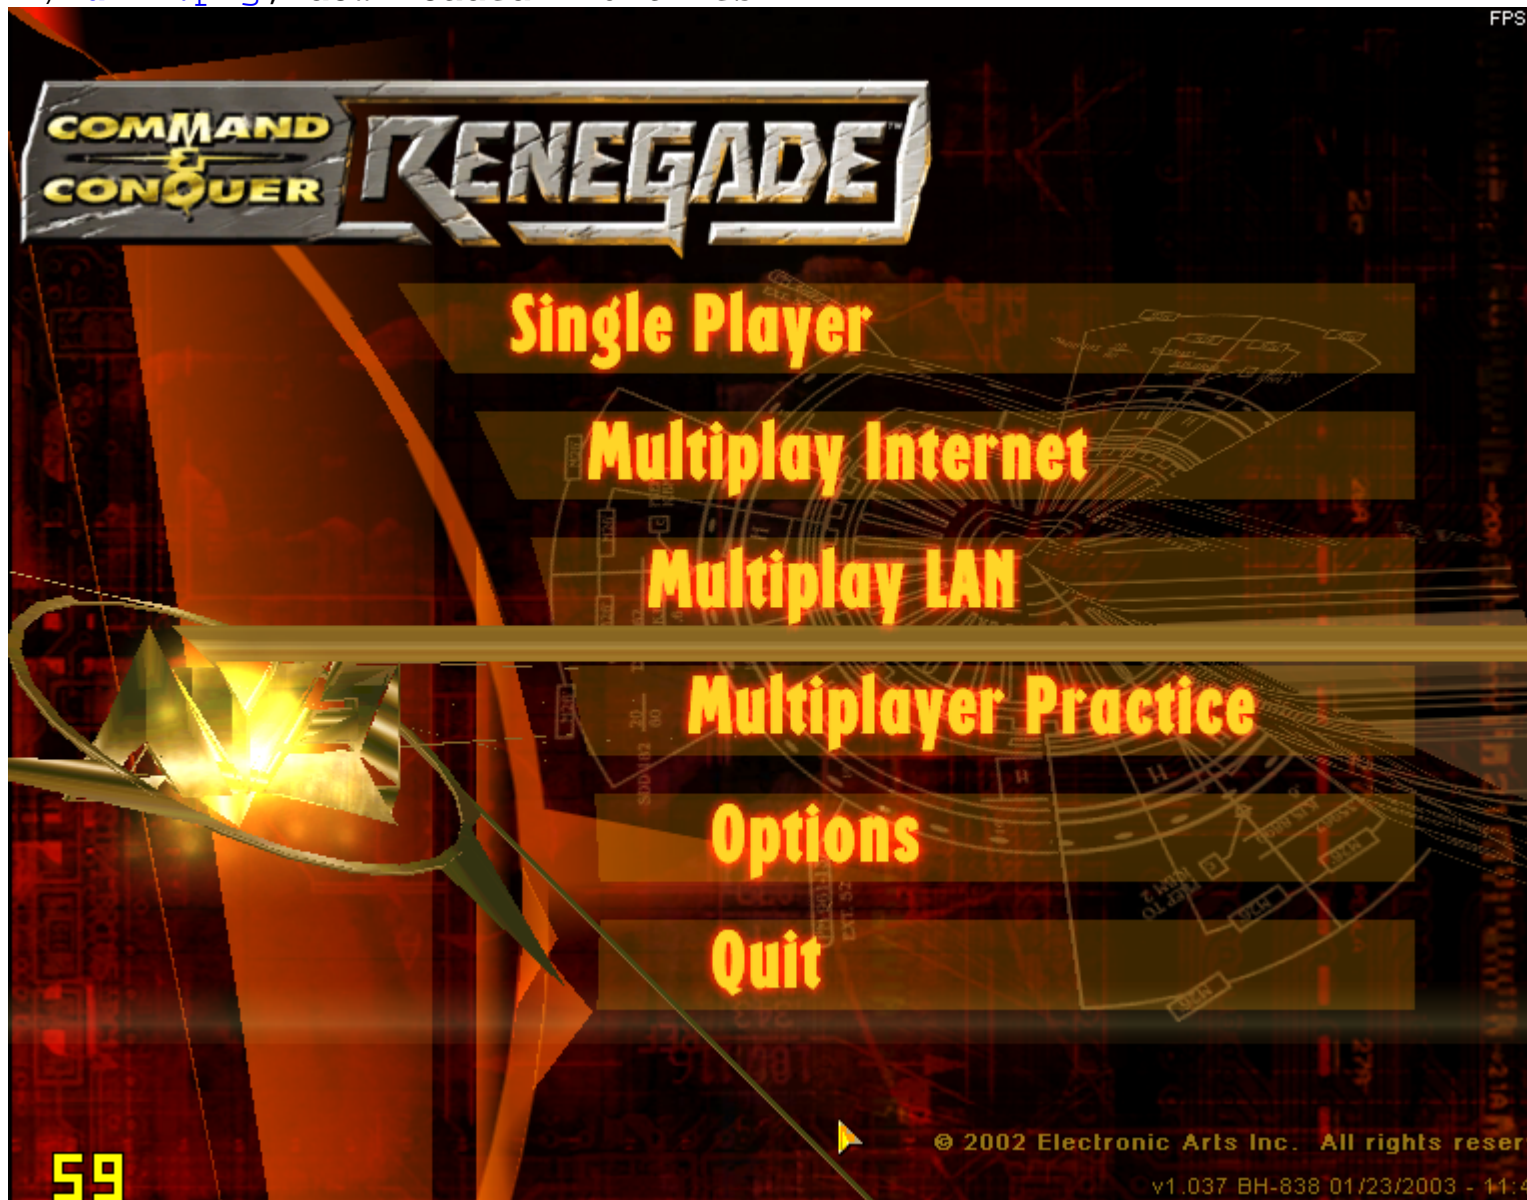 FPS
COMMAND
&
CONQUER
RENEGADE™
Single Player
Multiplay Internet
Multiplay LAN
Multiplayer Practice
Options
Quit
© 2002 Electronic Arts Inc. All rights reser
59
v1.037 BH-838 01/23/2003 - 11:4